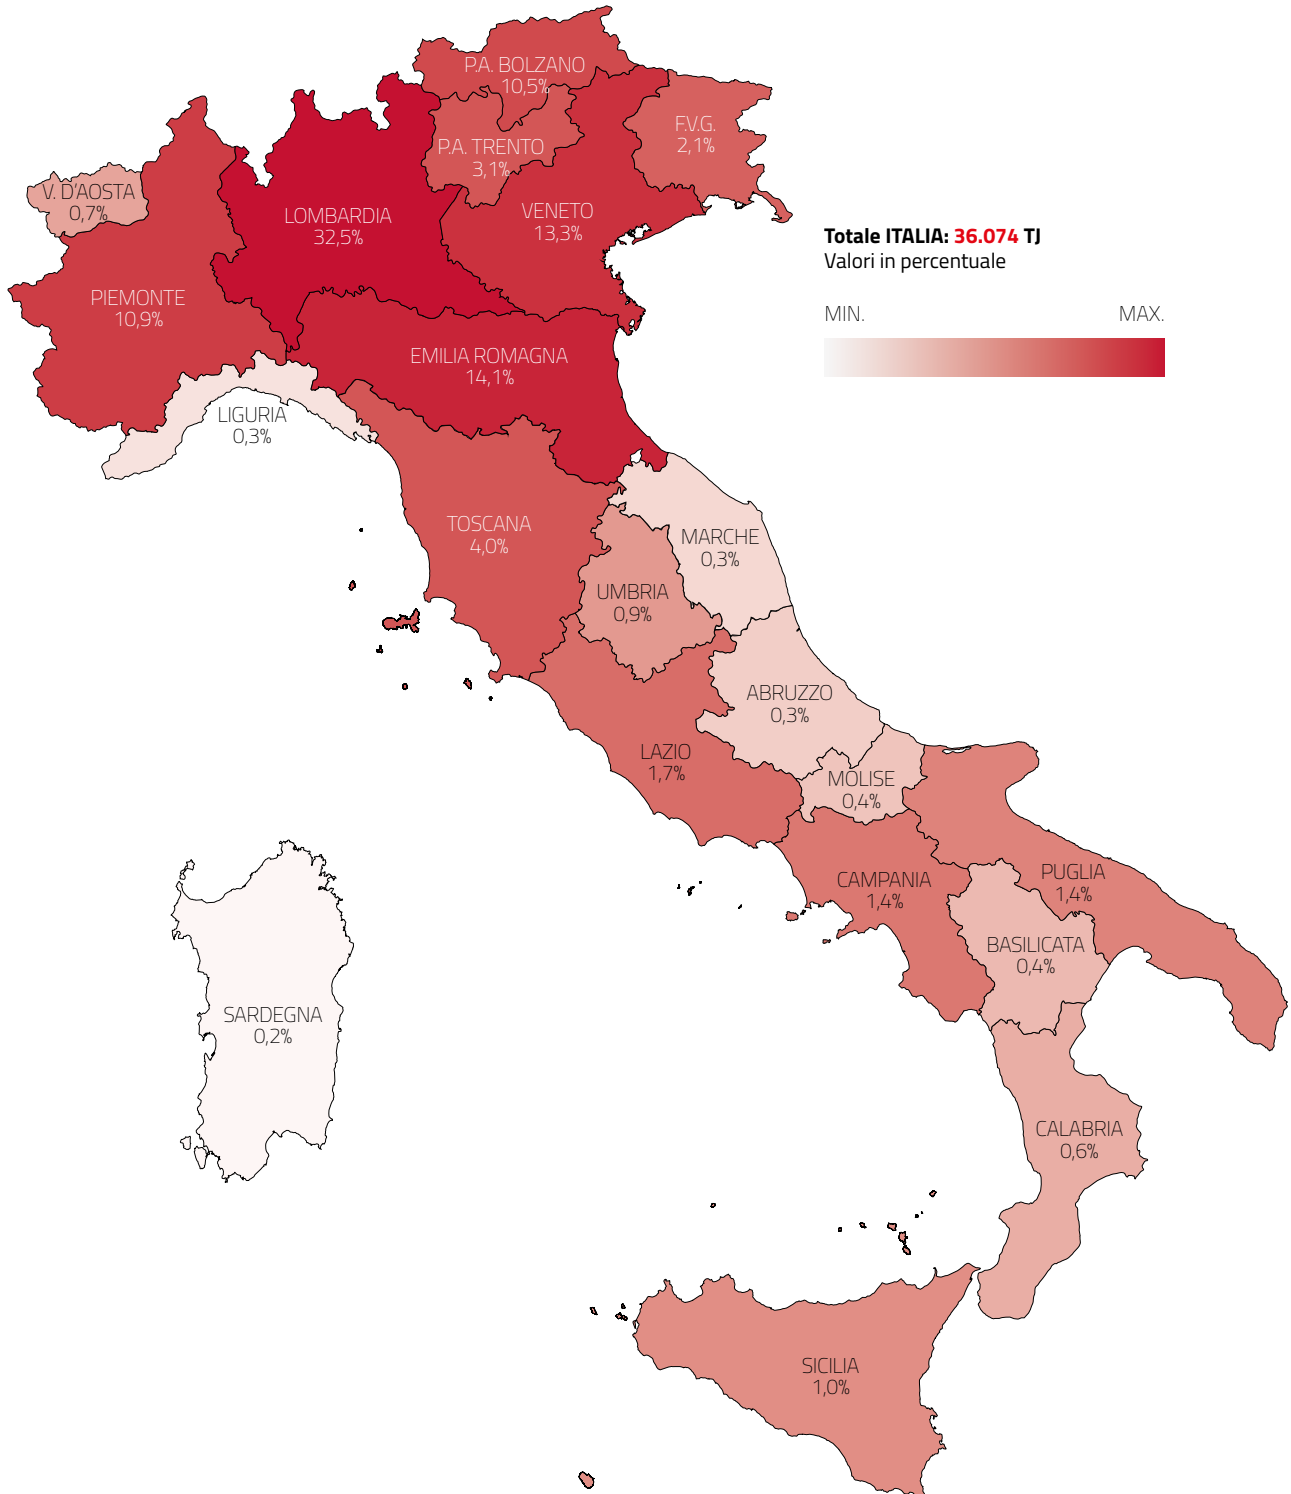 P.A. BOLZANO
10,5%
F.V.G.
2,1%
P.A. TRENTO
3,1%
V. D'AOSTA
0,7%
LOMBARDIA
32,5%
VENETO
13,3%
Totale ITALIA: 36.074 TJ
Valori in percentuale
MIN. MAX.
PIEMONTE
10,9%
EMILIA ROMAGNA
14,1%
LIGURIA
0,3%
TOSCANA
4,0%
MARCHE
0,3%
UMBRIA
0,9%
ABRUZZO
0,3%
LAZIO
1,7%
MOLISE
0,4%
CAMPANIA
1,4%
PUGLIA
1,4%
BASILICATA
0,4%
SARDEGNA
0,2%
CALABRIA
0,6%
SICILIA
1,0%